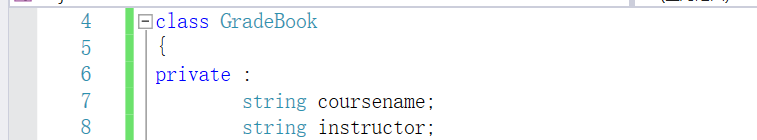 4 class GradeBook
5 {
6 private :
7 string coursename;
8 string instructor;